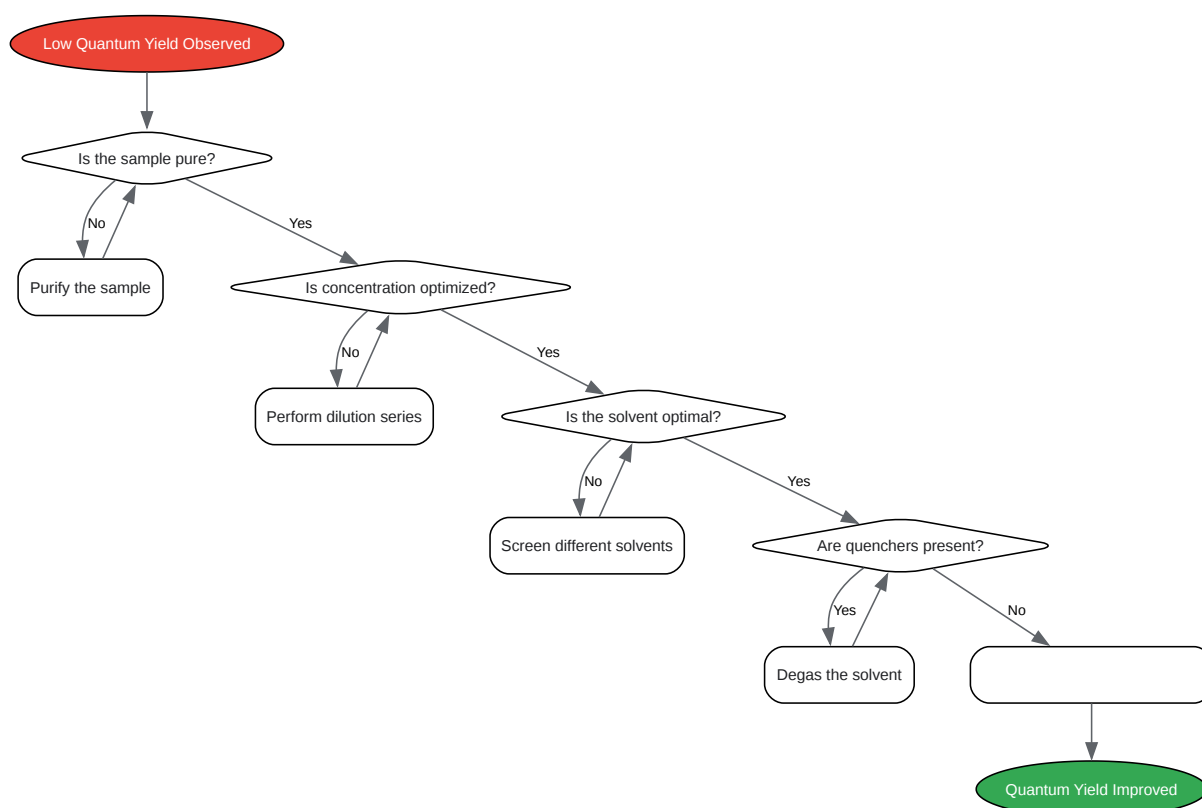 Low Quantum Yield Observed
Is the sample pure?
No
Yes
Purify the sample
Is concentration optimized?
No
Yes
Perform dilution series
Is the solvent optimal?
No
Yes
Screen different solvents
Are quenchers present?
Yes
No
Degas the solvent
Quantum Yield Improved